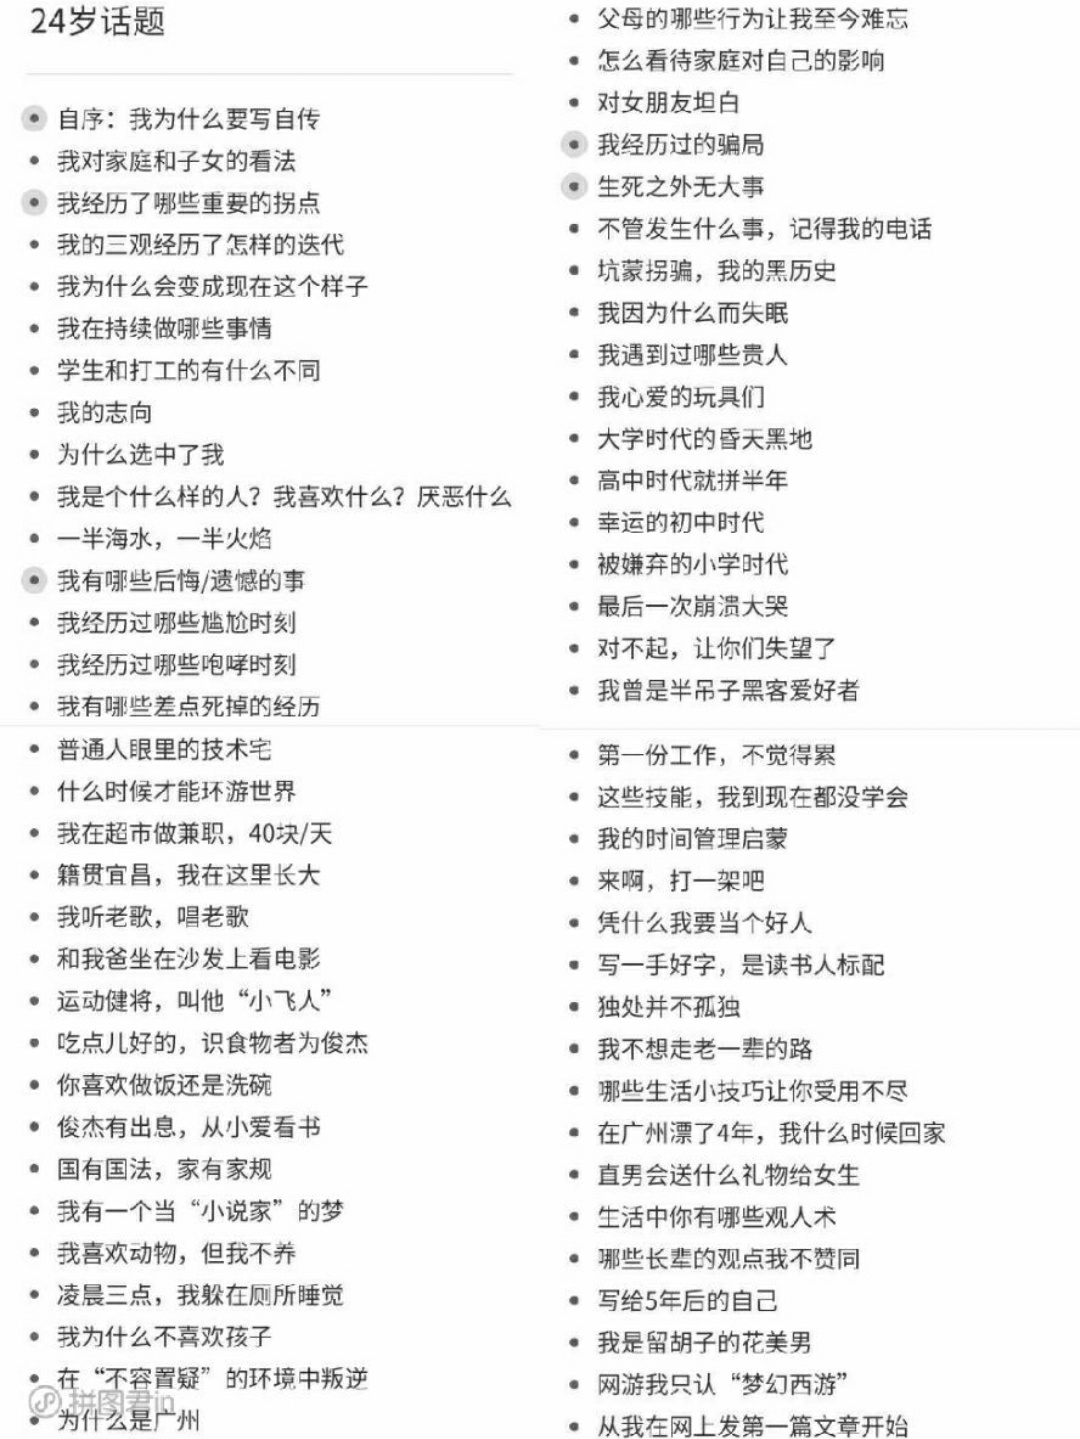 24岁话题
自序：我为什么要写自传
我对家庭和子女的看法
我经历了哪些重要的拐点
我的三观经历了怎样的迭代
我为什么会变成现在这个样子
我在持续做哪些事情
学生和打工的有什么不同
我的志向
为什么选中了我
我是个什么样的人？我喜欢什么？厌恶什么
一半海水，一半火焰
我有哪些后悔/遗憾的事
我经历过哪些尴尬时刻
我经历过哪些咆哮时刻
我有哪些差点死掉的经历
父母的哪些行为让我至今难忘
怎么看待家庭对自己的影响
对女朋友坦白
我经历过的骗局
生死之外无大事
不管发生什么事，记得我的电话
坑蒙拐骗，我的黑历史
我因为什么而失眠
我遇到过哪些贵人
我心爱的玩具们
大学时代的昏天黑地
高中时代就拼半年
幸运的初中时代
被嫌弃的小学时代
最后一次崩溃大哭
对不起，让你们失望了
我曾是半吊子黑客爱好者
普通人眼里的技术宅
什么时候才能环游世界
我在超市做兼职，40块/天
籍贯宜昌，我在这里长大
我听老歌，唱老歌
和我爸坐在沙发上看电影
运动健将，叫他“小飞人”
吃点儿好的，识食物者为俊杰
你喜欢做饭还是洗碗
俊杰有出息，从小爱看书
国有国法，家有家规
我有一个当“小说家”的梦
我喜欢动物，但我不养
凌晨三点，我躲在厕所睡觉
我为什么不喜欢孩子
在“不容置疑”的环境中叛逆
为什么是广州
拼图君in
第一份工作，不觉得累
这些技能，我到现在都没学会
我的时间管理启蒙
来啊，打一架吧
凭什么我要当个好人
写一手好字，是读书人标配
独处并不孤独
我不想走老一辈的路
哪些生活小技巧让你受用不尽
在广州漂了4年，我什么时候回家
直男会送什么礼物给女生
生活中你有哪些观人术
哪些长辈的观点我不赞同
写给5年后的自己
我是留胡子的花美男
网游我只认“梦幻西游”
从我在网上发第一篇文章开始